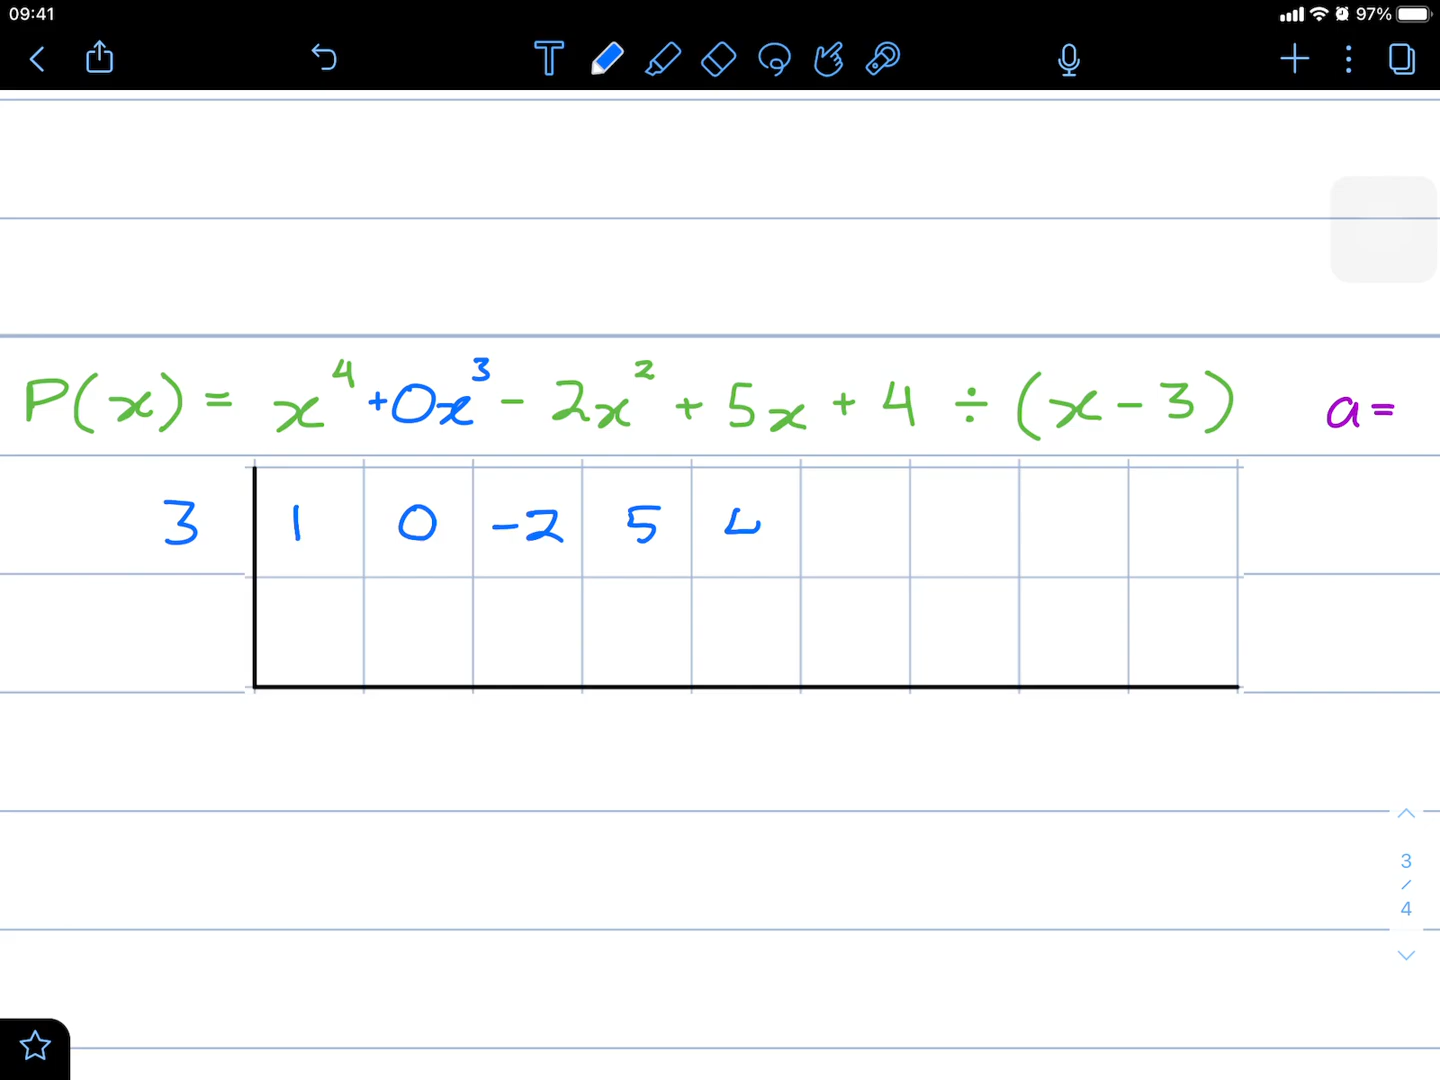 09:41 97%
P(x) = x⁴ +0x³ - 2x² + 5x + 4 ÷ (x - 3) a =
3 1 0 -2 5 4
3
/
4